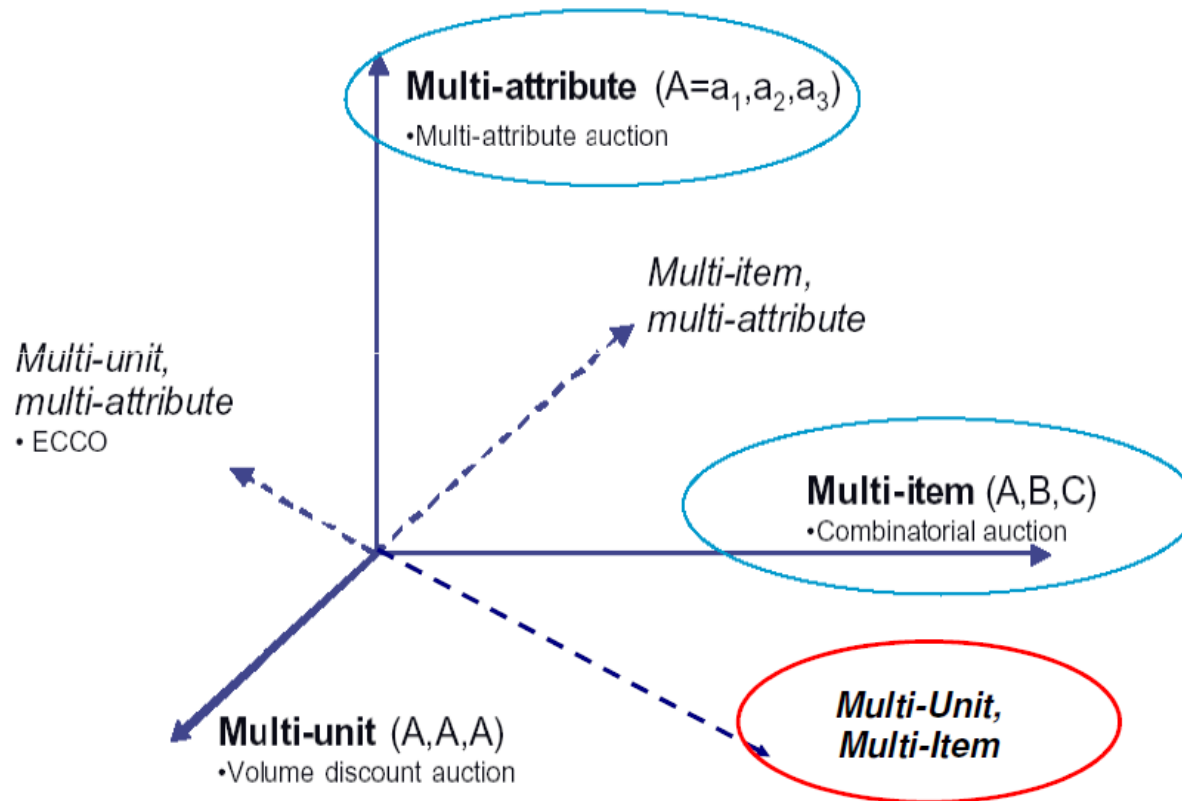 Multi-attribute (A=a₁,a₂,a₃)
•Multi-attribute auction
Multi-item,
multi-attribute
Multi-unit,
multi-attribute
• ECCO
Multi-item (A,B,C)
•Combinatorial auction
Multi-unit (A,A,A)
•Volume discount auction
Multi-Unit,
Multi-Item